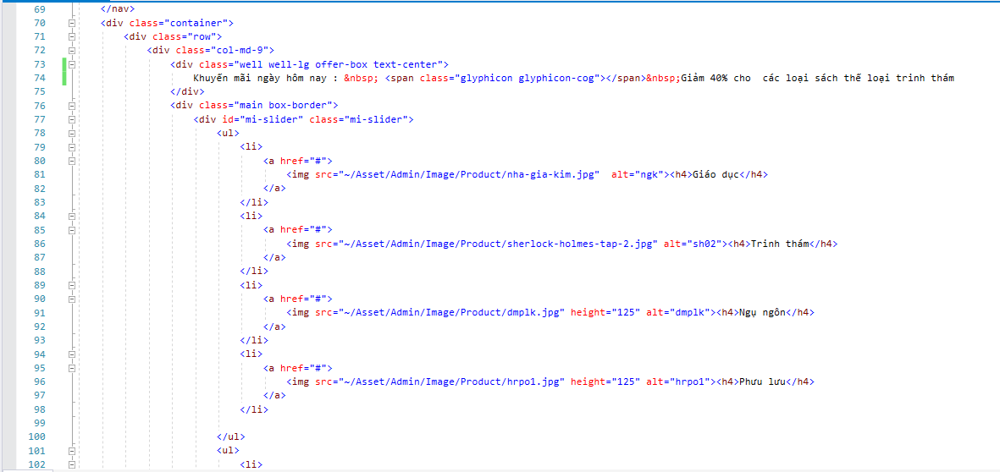 69 </nav>
70 <div class="container">
71 <div class="row">
72 <div class="col-md-9">
73 <div class="well well-lg offer-box text-center">
74 Khuyến mãi ngày hôm nay : &nbsp; <span class="glyphicon glyphicon-cog"></span>&nbsp;Giảm 40% cho  các loại sách thể loại trinh thám
75 </div>
76 <div class="main box-border">
77 <div id="mi-slider" class="mi-slider">
78 <ul>
79 <li>
80 <a href="#">
81 <img src="~/Asset/Admin/Image/Product/nha-gia-kim.jpg"  alt="ngk"><h4>Giáo dục</h4>
82 </a>
83 </li>
84 <li>
85 <a href="#">
86 <img src="~/Asset/Admin/Image/Product/sherlock-holmes-tap-2.jpg" alt="sh02"><h4>Trinh thám</h4>
87 </a>
88 </li>
89 <li>
90 <a href="#">
91 <img src="~/Asset/Admin/Image/Product/dmplk.jpg" height="125" alt="dmplk"><h4>Ngụ ngôn</h4>
92 </a>
93 </li>
94 <li>
95 <a href="#">
96 <img src="~/Asset/Admin/Image/Product/hrpo1.jpg" height="125" alt="hrpo1"><h4>Phưu lưu</h4>
97 </a>
98 </li>
99
100 </ul>
101 <ul>
102 <li>